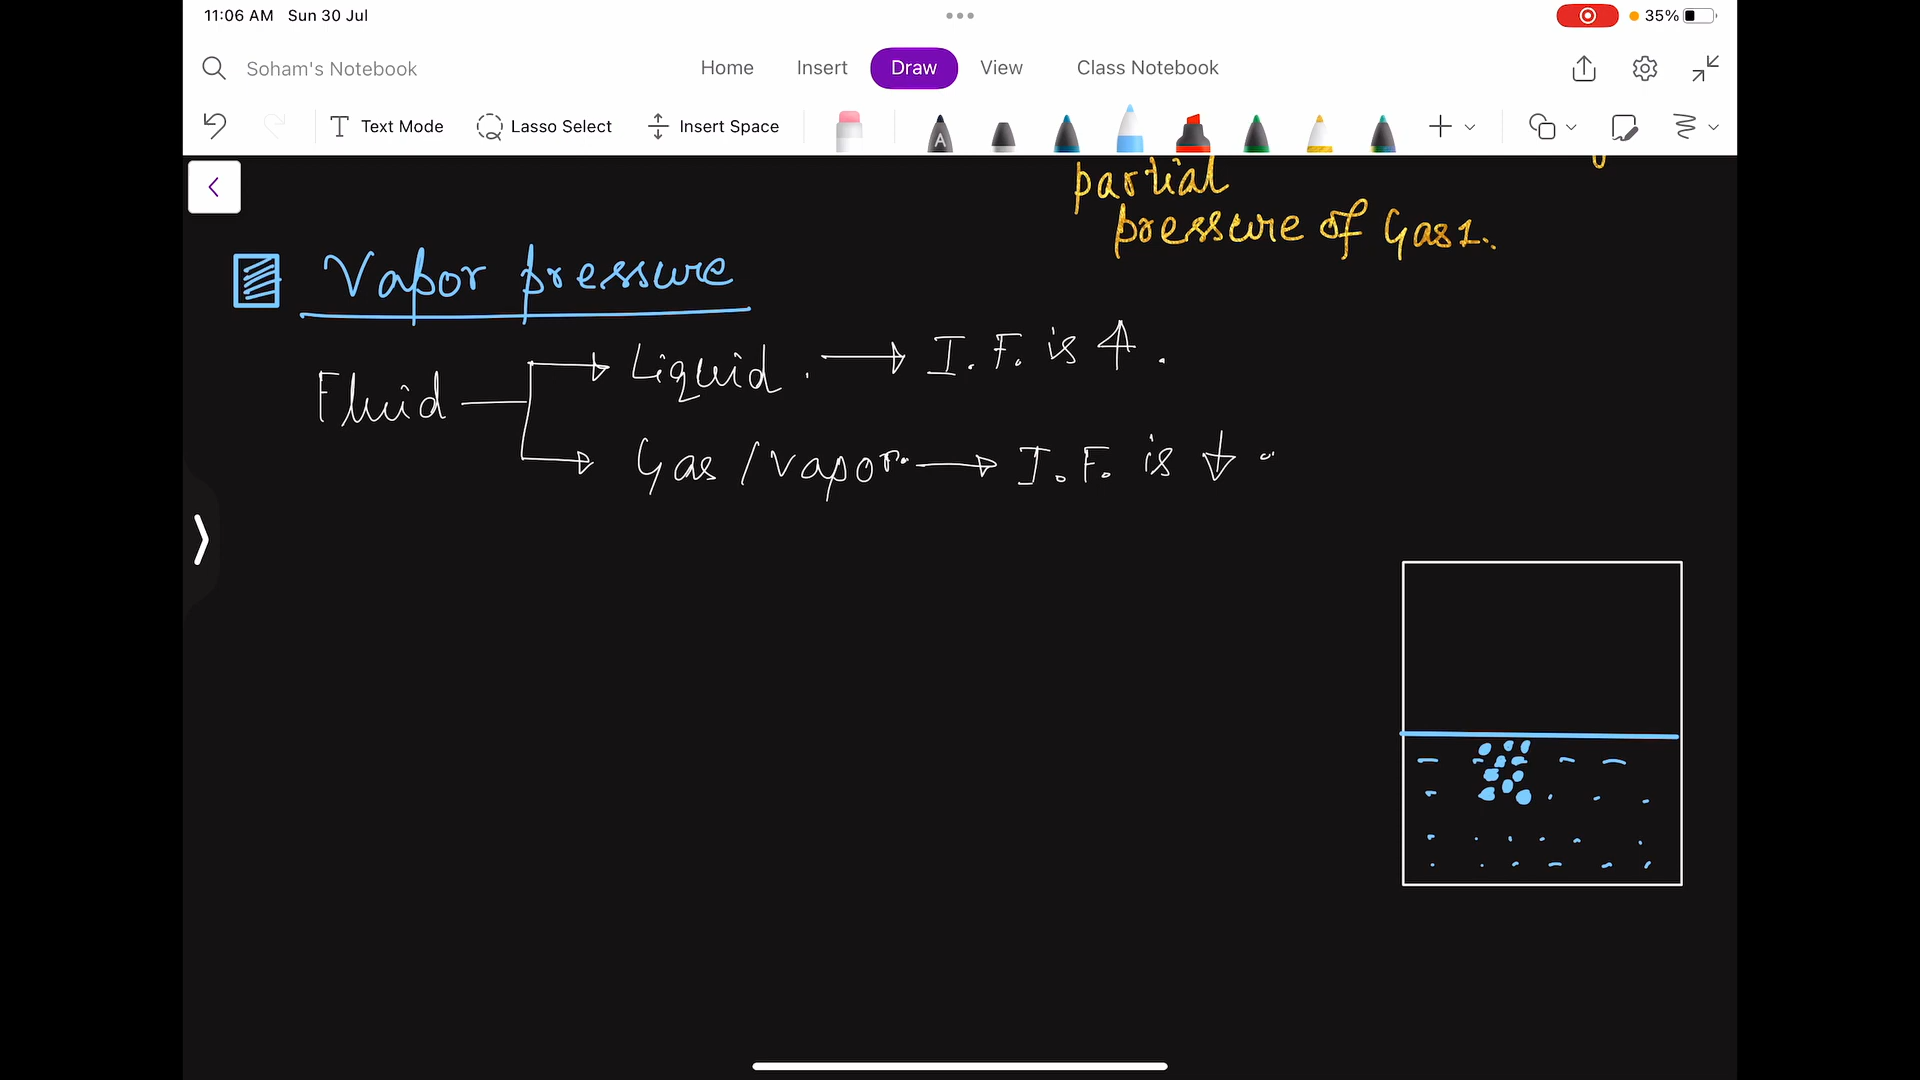 11:06 AM Sun 30 Jul
35%
Soham's Notebook
Home Insert Draw View Class Notebook
Text Mode Lasso Select Insert Space
A
partial
pressure of Gas 1.
Vapor pressure
Liquid. → I.F. is ↑.
Fluid
Gas / vapor. → I.F. is ↓.